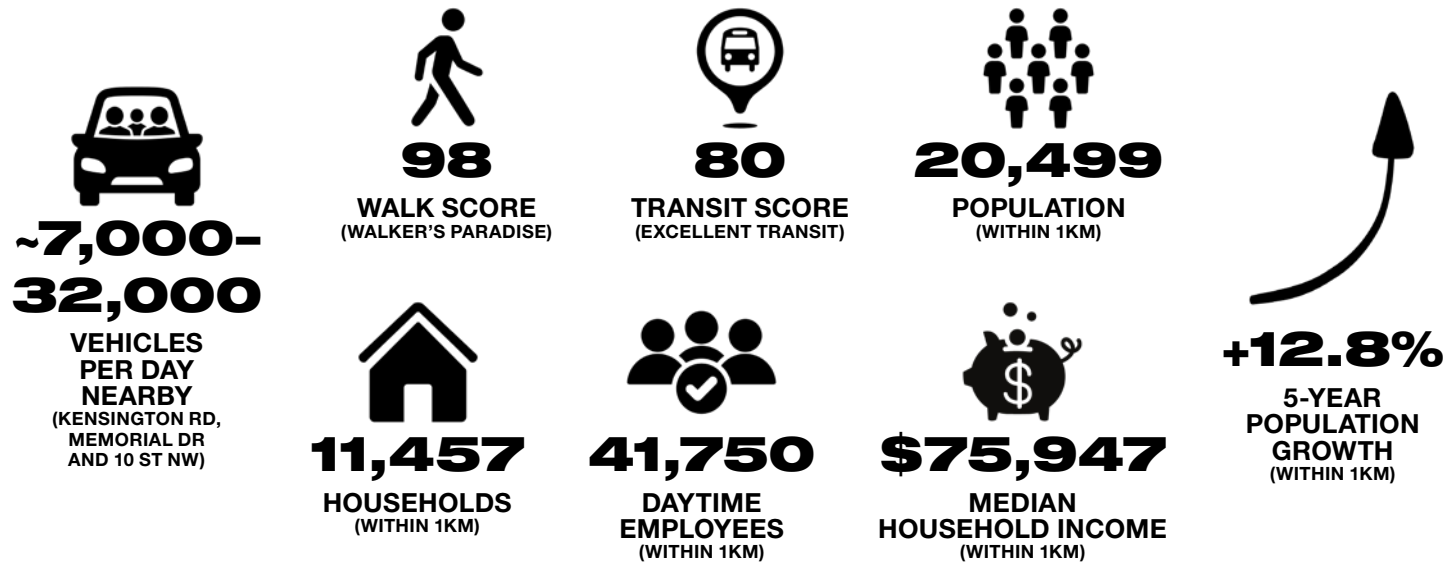 ~7,000-
32,000
VEHICLES
PER DAY
NEARBY
(KENSINGTON RD,
MEMORIAL DR
AND 10 ST NW)
98
WALK SCORE
(WALKER'S PARADISE)
80
TRANSIT SCORE
(EXCELLENT TRANSIT)
20,499
POPULATION
(WITHIN 1KM)
11,457
HOUSEHOLDS
(WITHIN 1KM)
41,750
DAYTIME
EMPLOYEES
(WITHIN 1KM)
$
$75,947
MEDIAN
HOUSEHOLD INCOME
(WITHIN 1KM)
+12.8%
5-YEAR
POPULATION
GROWTH
(WITHIN 1KM)